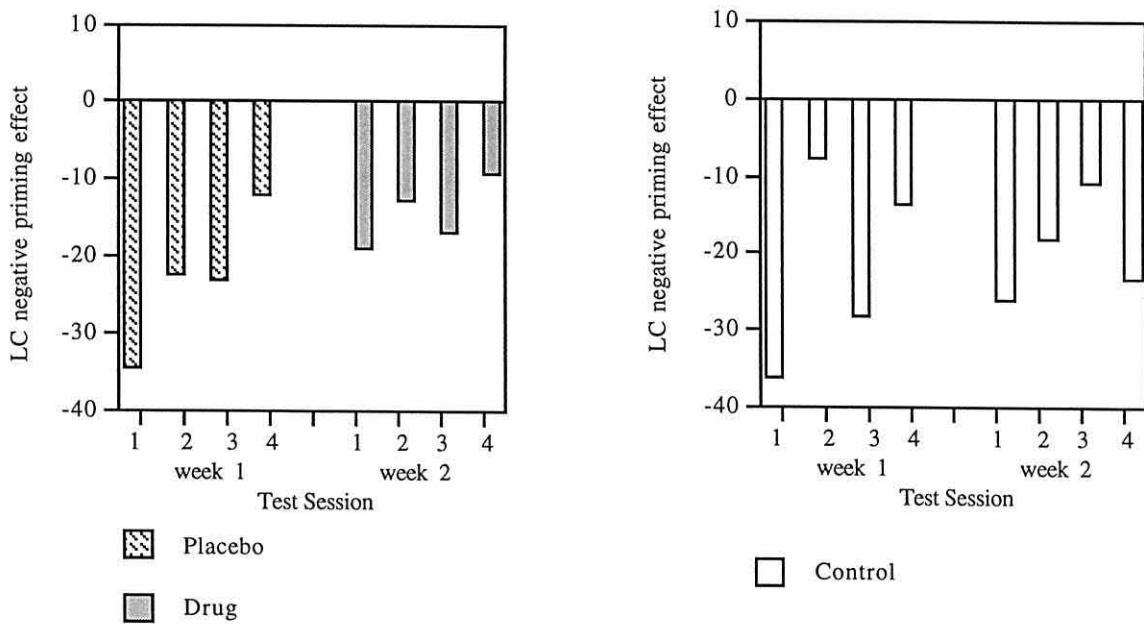 LC negative priming effect
10
0
-10
-20
-30
-40
1 2 3 4 1 2 3 4
week 1 week 2
Test Session
Placebo
Drug
LC negative priming effect
10
0
-10
-20
-30
-40
1 2 3 4 1 2 3 4
week 1 week 2
Test Session
Control